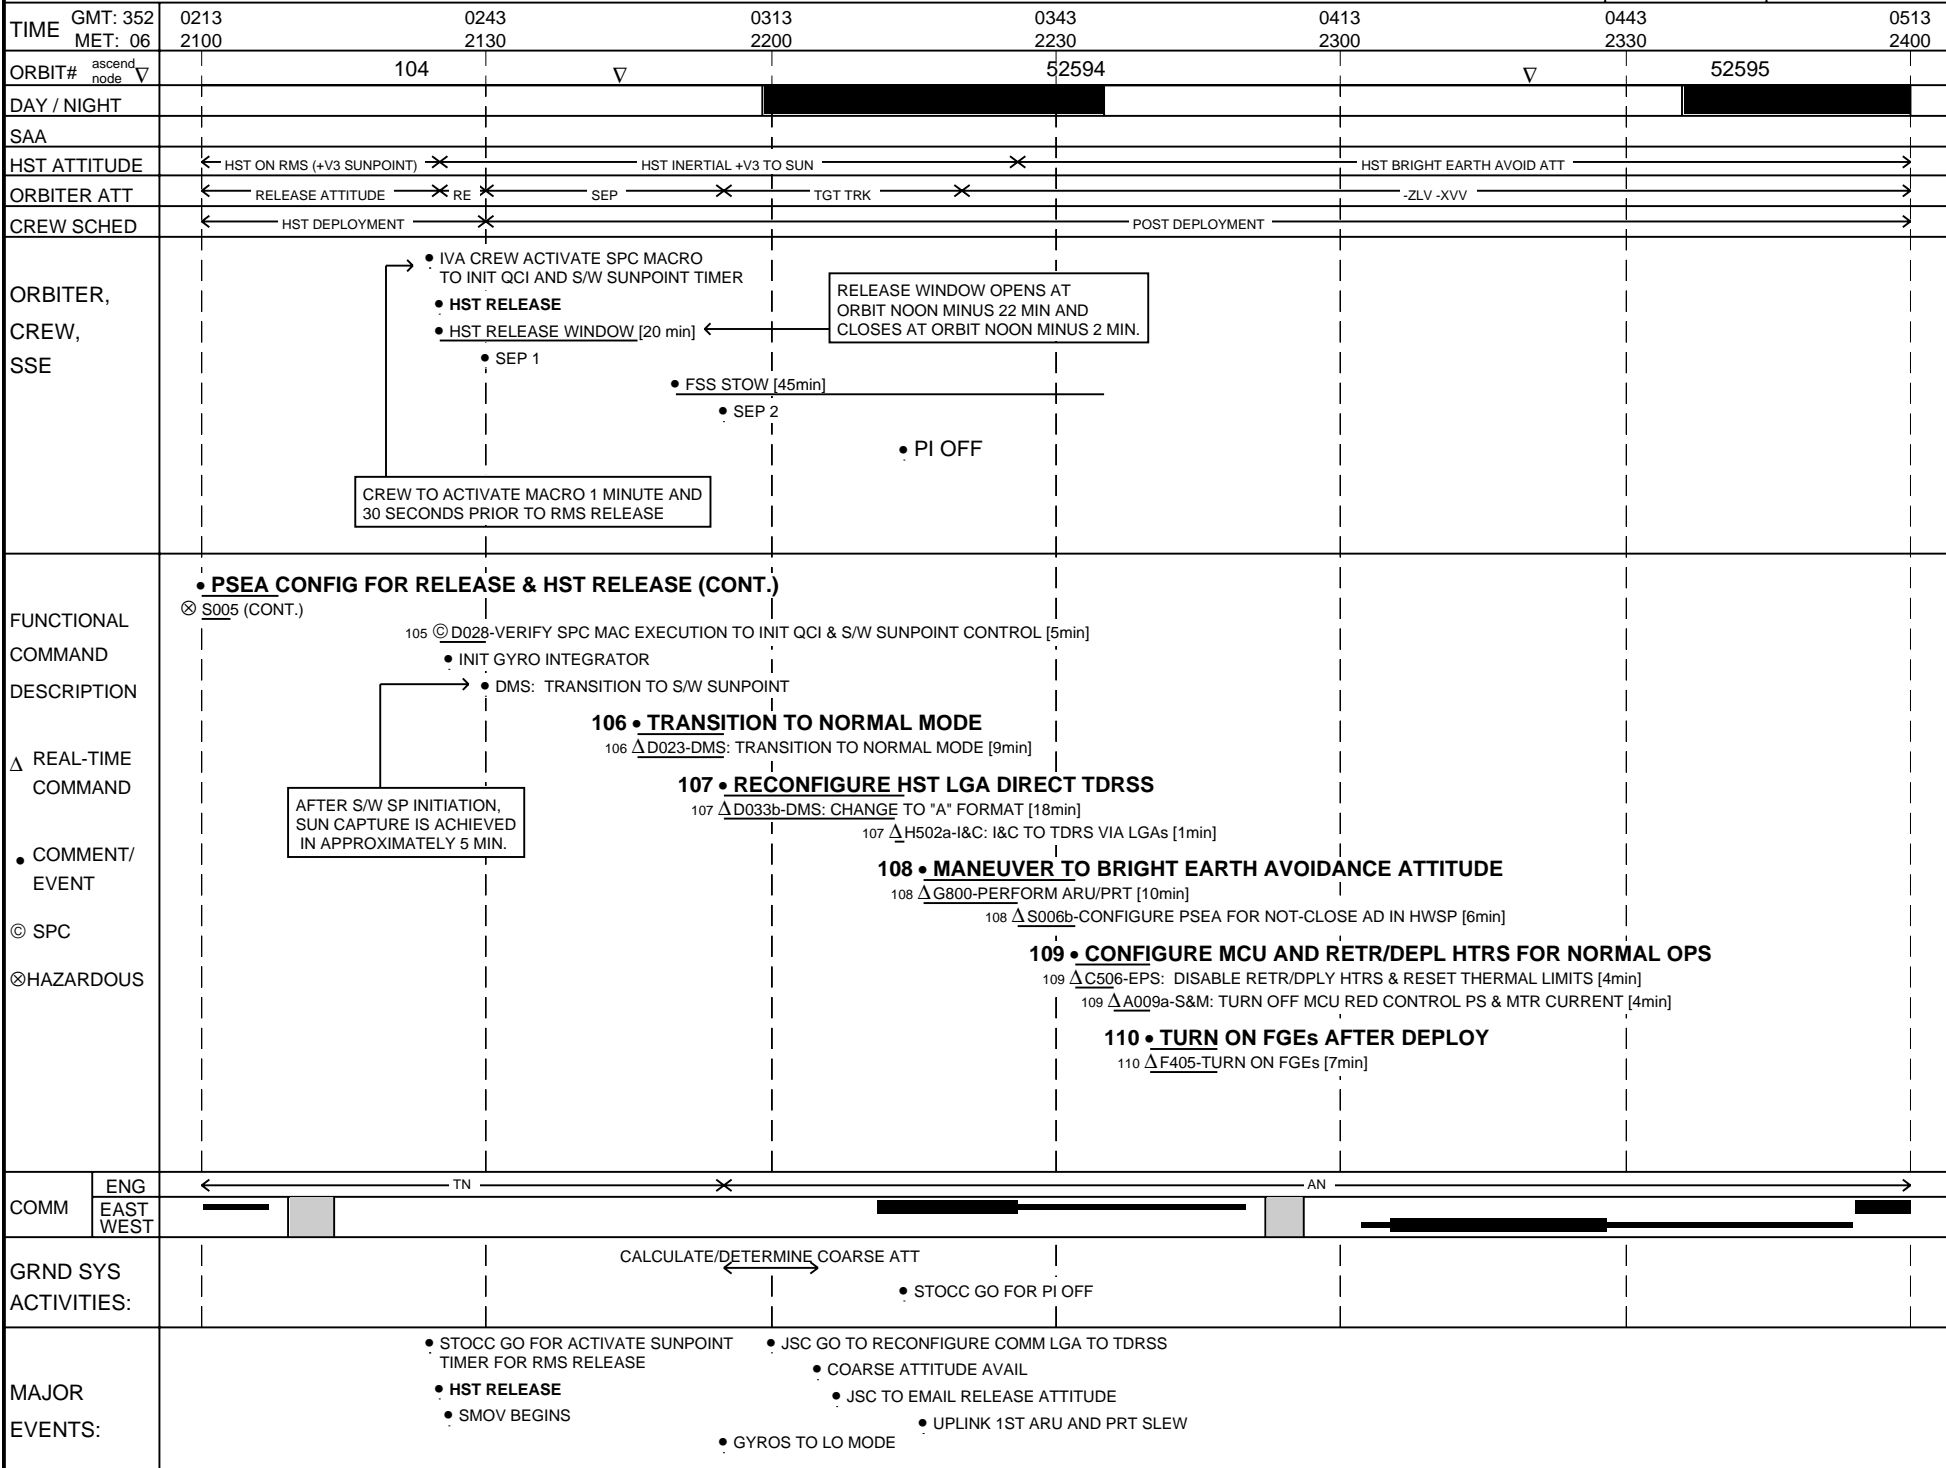 TIME GMT: 352 0213 0243 0313 0343 0413 0443 0513
MET: 06 2100 2130 2200 2230 2300 2330 2400
ORBIT# ascend node ∇ 104 ∇ 52594 ∇ 52595
DAY / NIGHT
SAA
HST ATTITUDE HST ON RMS (+V3 SUNPOINT) HST INERTIAL +V3 TO SUN HST BRIGHT EARTH AVOID ATT
ORBITER ATT RELEASE ATTITUDE RE SEP TGT TRK -ZLV -XVV
CREW SCHED HST DEPLOYMENT POST DEPLOYMENT
ORBITER,
CREW,
SSE
• IVA CREW ACTIVATE SPC MACRO
TO INIT QCI AND S/W SUNPOINT TIMER
• HST RELEASE
• HST RELEASE WINDOW [20 min]
RELEASE WINDOW OPENS AT
ORBIT NOON MINUS 22 MIN AND
CLOSES AT ORBIT NOON MINUS 2 MIN.
• SEP 1
• FSS STOW [45min]
• SEP 2
• PI OFF
CREW TO ACTIVATE MACRO 1 MINUTE AND
30 SECONDS PRIOR TO RMS RELEASE
FUNCTIONAL
COMMAND
DESCRIPTION
Δ REAL-TIME
COMMAND
• COMMENT/
EVENT
© SPC
⊗HAZARDOUS
• PSEA CONFIG FOR RELEASE & HST RELEASE (CONT.)
⊗ S005 (CONT.)
105 © D028-VERIFY SPC MAC EXECUTION TO INIT QCI & S/W SUNPOINT CONTROL [5min]
• INIT GYRO INTEGRATOR
• DMS: TRANSITION TO S/W SUNPOINT
106 • TRANSITION TO NORMAL MODE
106 Δ D023-DMS: TRANSITION TO NORMAL MODE [9min]
107 • RECONFIGURE HST LGA DIRECT TDRSS
107 Δ D033b-DMS: CHANGE TO "A" FORMAT [18min]
107 Δ H502a-I&C: I&C TO TDRS VIA LGAs [1min]
AFTER S/W SP INITIATION,
SUN CAPTURE IS ACHIEVED
IN APPROXIMATELY 5 MIN.
108 • MANEUVER TO BRIGHT EARTH AVOIDANCE ATTITUDE
108 Δ G800-PERFORM ARU/PRT [10min]
108 Δ S006b-CONFIGURE PSEA FOR NOT-CLOSE AD IN HWSP [6min]
109 • CONFIGURE MCU AND RETR/DEPL HTRS FOR NORMAL OPS
109 Δ C506-EPS: DISABLE RETR/DPLY HTRS & RESET THERMAL LIMITS [4min]
109 Δ A009a-S&M: TURN OFF MCU RED CONTROL PS & MTR CURRENT [4min]
110 • TURN ON FGEs AFTER DEPLOY
110 Δ F405-TURN ON FGEs [7min]
COMM ENG TN AN
EAST
WEST
GRND SYS
ACTIVITIES:
CALCULATE/DETERMINE COARSE ATT
• STOCC GO FOR PI OFF
MAJOR
EVENTS:
• STOCC GO FOR ACTIVATE SUNPOINT
TIMER FOR RMS RELEASE
• HST RELEASE
• SMOV BEGINS
• GYROS TO LO MODE
• JSC GO TO RECONFIGURE COMM LGA TO TDRSS
• COARSE ATTITUDE AVAIL
• JSC TO EMAIL RELEASE ATTITUDE
• UPLINK 1ST ARU AND PRT SLEW